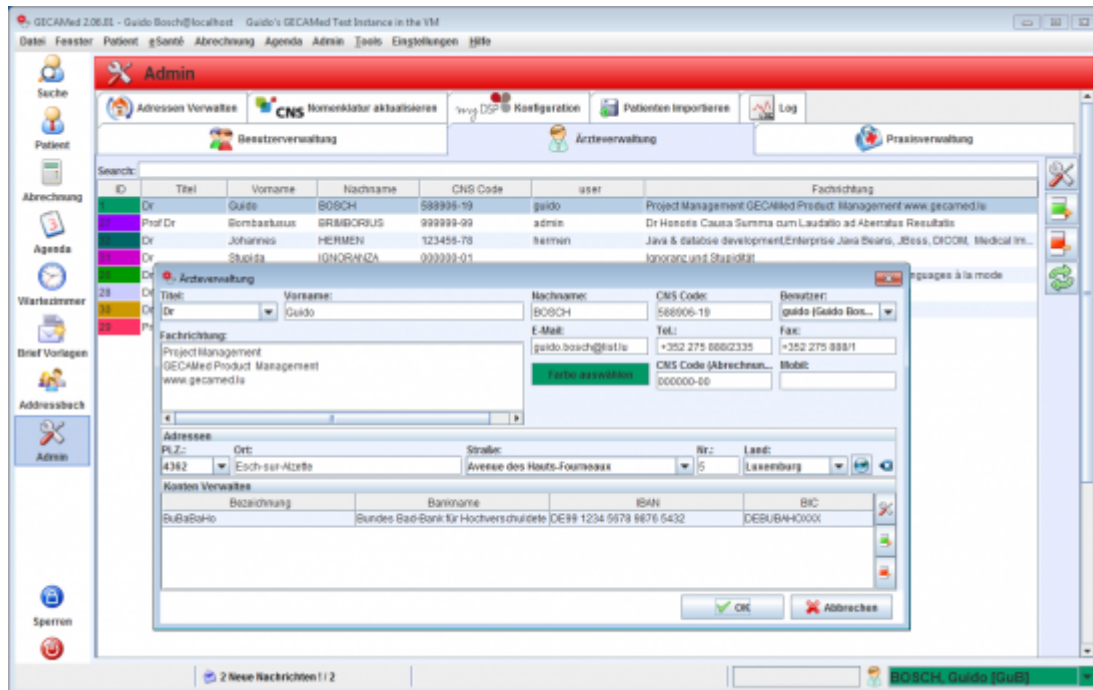 GECAMed 2.06.01 - Guido Bosch@localhost Guido's GECAMed Test Instance in the VM
Datei Fenster Patient eSanté Abrechnung Agenda Admin Tools Eingtellungen Hilfe
Suche
Patient
Abrechnung
Agenda
Wartezimmer
Brief Vorlagen
Addressbuch
Admin
Sperren
Admin
Adressen Verwalten CNS Nomenklatur aktualisieren myDSP Konfiguration Patienten Importieren Log
Benutzerverwaltung Ärzteverwaltung Praxisverwaltung
Search:
ID Titel Vorname Nachname CNS Code user Fachrichtung
Dr Guido BOSCH 588906-19 guido Project Management GECAMed Product Management www.gecamed.lu
Prof Dr Bombastusus BRIMBORIUS 999999-99 admin Dr Honoris Causa Summa cum Laudatio ad Aberratus Resultatis
Dr Johannes HERMEN 123456-78 hermen Java & databse development,Enterprise Java Beans, JBoss, DICOM, Medical Im...
Dr Stupida IGNORANZA 000000-01 Ignoranz und Stupidität
nguages à la mode
28
30
29
Ärzteverwaltung
Titel: Vorname: Nachname: CNS Code: Benutzer:
Dr Guido BOSCH 588906-19 guido (Guido Bos...
Fachrichtung: E-Mail: Tel.: Fax:
Project Management
GECAMed Product Management
www.gecamed.lu
guido.bosch@list.lu +352 275 888/2335 +352 275 888/1
Farbe auswählen CNS Code (Abrechnun... Mobil:
000000-00
Adressen
PLZ.: Ort: Straße: Nr.: Land:
4362 Esch-sur-Alzette Avenue des Hauts-Fourneaux 5 Luxemburg
Konten Verwalten
Bezeichnung Bankname IBAN BIC
BuBaBaHo Bundes Bad-Bank für Hochverschuldete DE99 1234 5678 9876 5432 DEBUBAHOXXX
OK Abbrechen
2 Neue Nachrichten ! / 2
BOSCH, Guido [GuB]